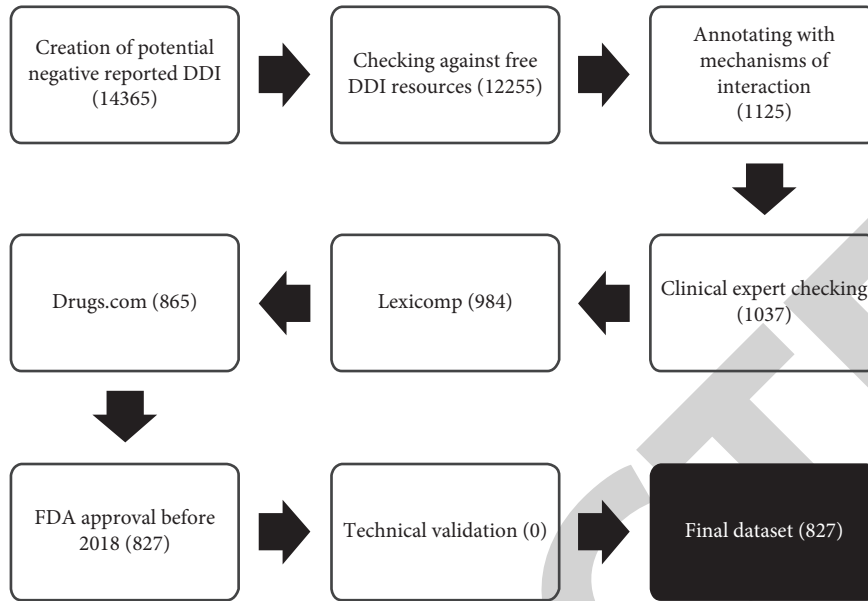 Creation of potential
negative reported DDI
(14365)
Checking against free
DDI resources (12255)
Annotating with
mechanisms of
interaction
(1125)
Clinical expert checking
(1037)
Lexicomp (984)
Drugs.com (865)
FDA approval before
2018 (827)
Technical validation (0)
Final dataset (827)